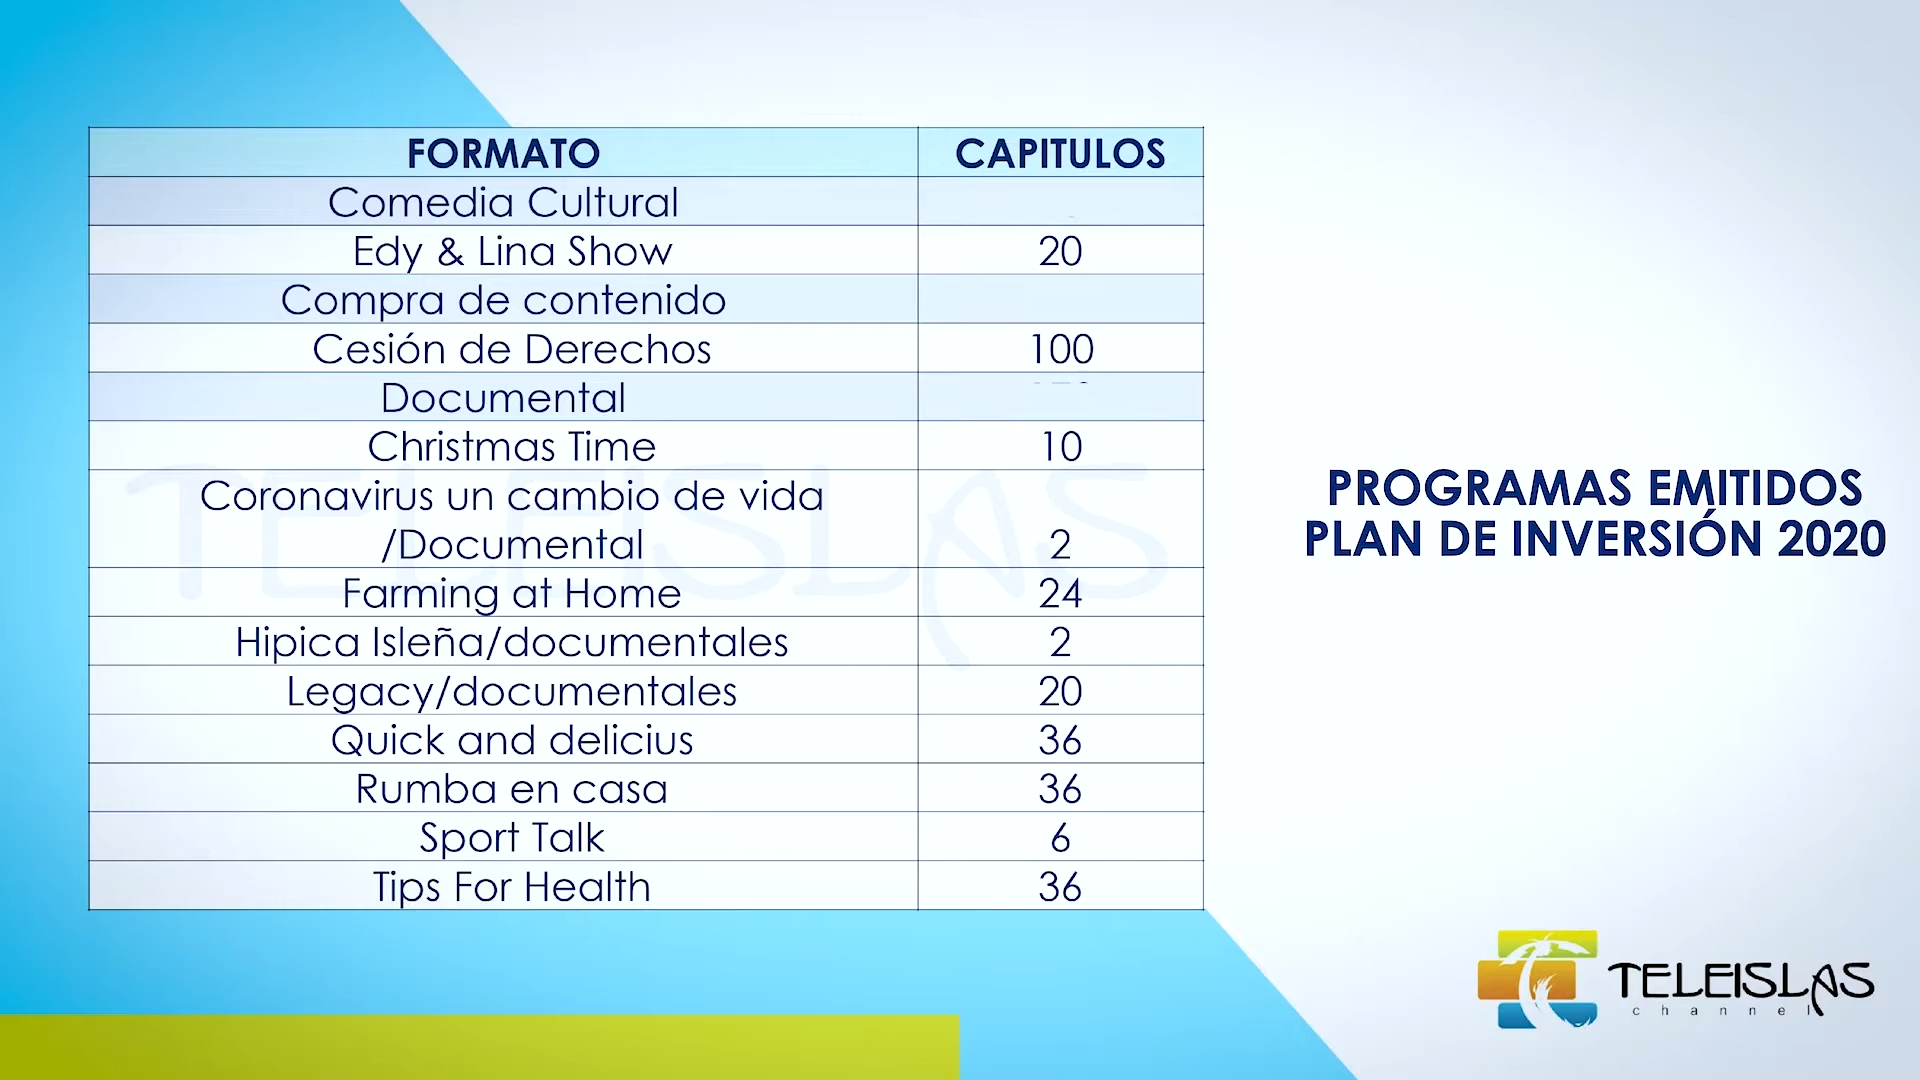 FORMATO CAPITULOS
Comedia Cultural
Edy & Lina Show 20
Compra de contenido
Cesión de Derechos 100
Documental
Christmas Time 10
Coronavirus un cambio de vida
/Documental 2
Farming at Home 24
Hipica Isleña/documentales 2
Legacy/documentales 20
Quick and delicius 36
Rumba en casa 36
Sport Talk 6
Tips For Health 36
TELEISLAS
PROGRAMAS EMITIDOS
PLAN DE INVERSIÓN 2020
TELEISLAS
channel